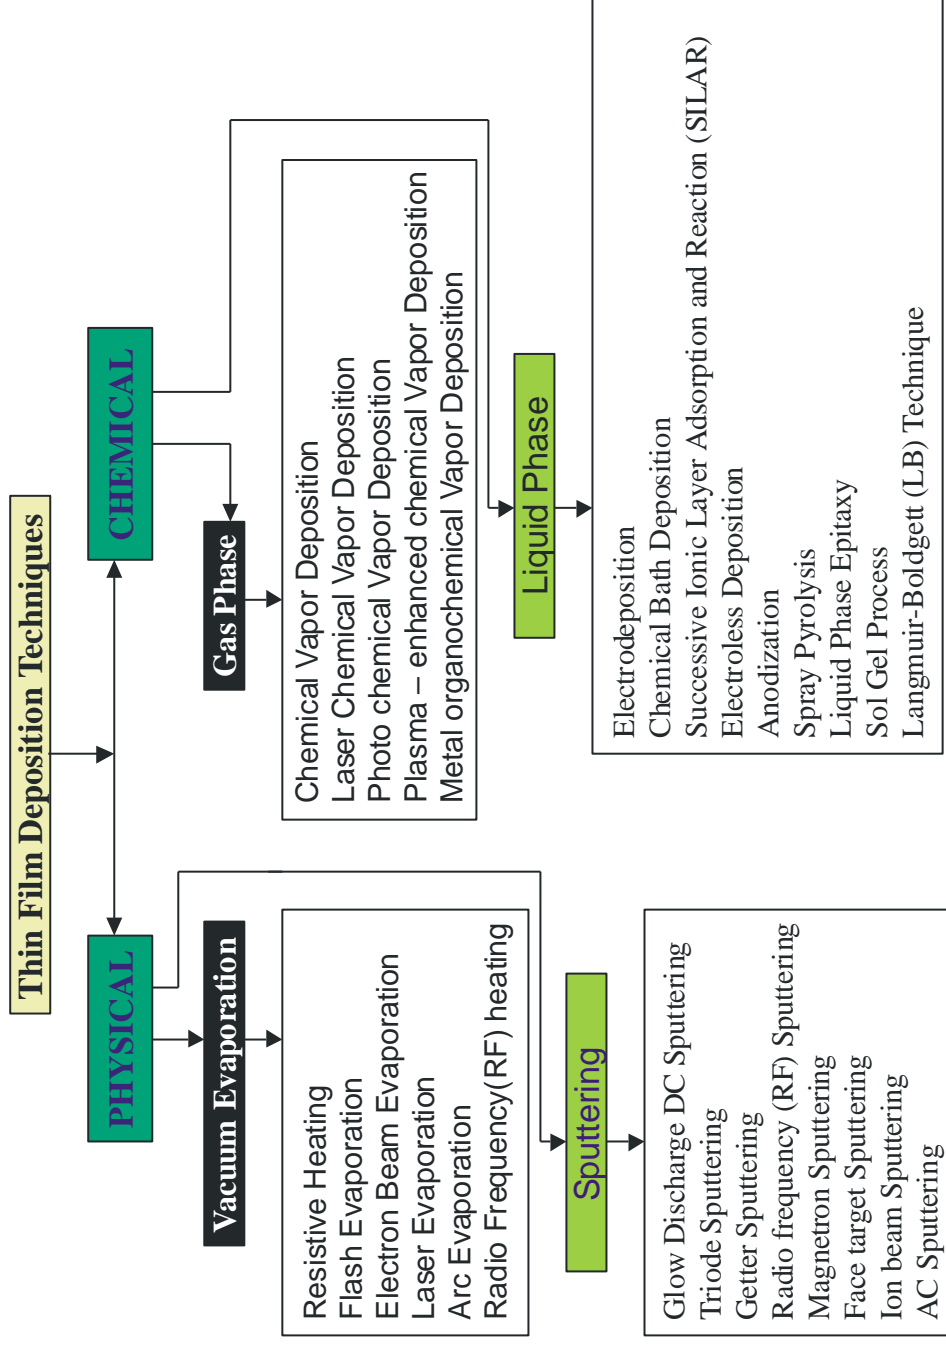 Thin Film Deposition Techniques
PHYSICAL
CHEMICAL
Vacuum Evaporation
Gas Phase
Resistive Heating
Flash Evaporation
Electron Beam Evaporation
Laser Evaporation
Arc Evaporation
Radio Frequency(RF) heating
Chemical Vapor Deposition
Laser Chemical Vapor Deposition
Photo chemical Vapor Deposition
Plasma – enhanced chemical Vapor Deposition
Metal organochemical Vapor Deposition
Sputtering
Liquid Phase
Glow Discharge DC Sputtering
Triode Sputtering
Getter Sputtering
Radio frequency (RF) Sputtering
Magnetron Sputtering
Face target Sputtering
Ion beam Sputtering
AC Sputtering
Electrodeposition
Chemical Bath Deposition
Successive Ionic Layer Adsorption and Reaction (SILAR)
Electroless Deposition
Anodization
Spray Pyrolysis
Liquid Phase Epitaxy
Sol Gel Process
Langmuir-Boldgett (LB) Technique